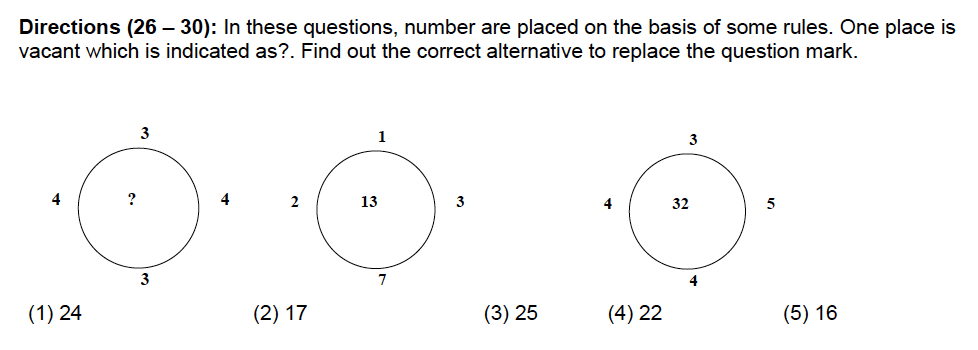 Directions (26 – 30): In these questions, number are placed on the basis of some rules. One place is
vacant which is indicated as?. Find out the correct alternative to replace the question mark.
3 1 3
4 ? 4 2 13 3 4 32 5
3 7 4
(1) 24 (2) 17 (3) 25 (4) 22 (5) 16